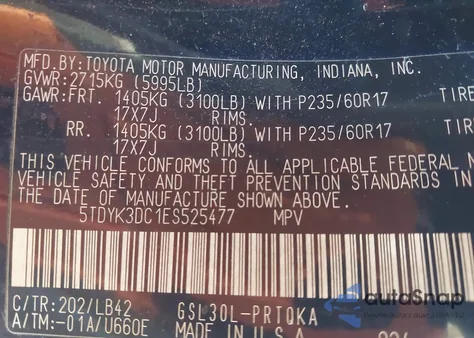 MFD.BY:TOYOTA MOTOR MANUFACTURING, INDIANA, INC.
GVWR:2715KG (5995LB)
GAWR:FRT. 1405KG (3100LB) WITH P235/60R17 TIRE
17X7J RIMS.
RR. 1405KG (3100LB) WITH P235/60R17 TIRE
17X7J RIMS.
THIS VEHICLE CONFORMS TO ALL APPLICABLE FEDERAL
VEHICLE SAFETY AND THEFT PREVENTION STANDARDS IN
THE DATE OF MANUFACTURE SHOWN ABOVE.
5TDYK3DC1ES525477 MPV
C/TR:202/LB42 GSL30L-PRTQKA
A/TM:-01A/U660E MADE IN U.S.A.
autoSnap